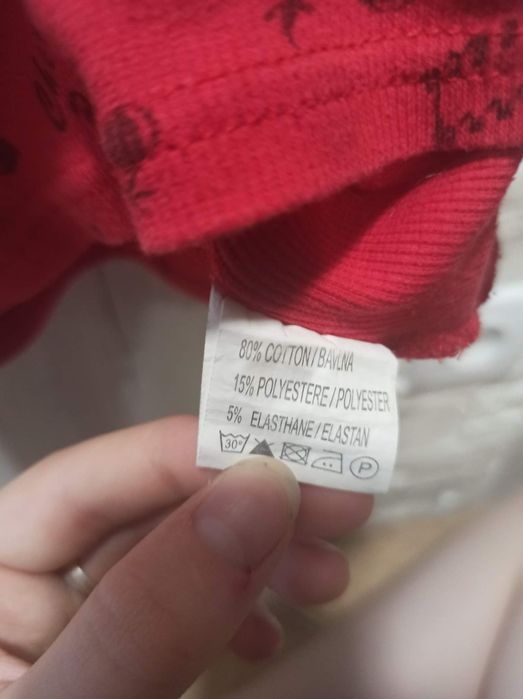 80% COTTON/BAVLNA
15% POLYESTERE/POLYESTER
5% ELASTHANE/ELASTAN
30° P